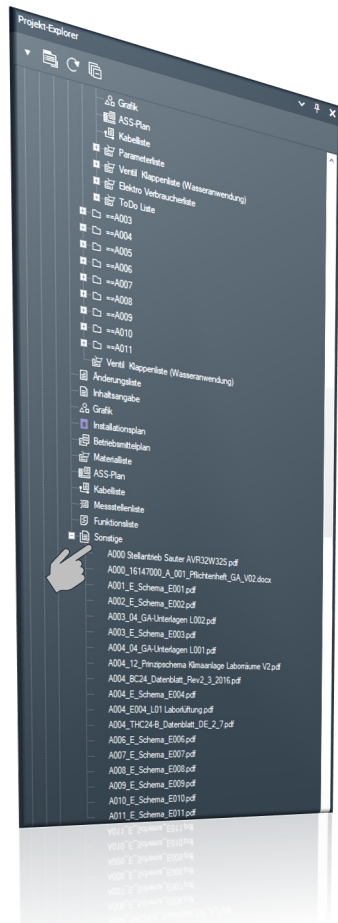 Projekt-Explorer
Grafik
ASS-Plan
Kabelliste
Parameterliste
Ventil Klappenliste (Wasseranwendung)
Elektro Verbraucherliste
ToDo Liste
==A003
==A004
==A005
==A006
==A007
==A008
==A009
==A010
==A011
Ventil Klappenliste (Wasseranwendung)
Änderungsliste
Inhaltsangabe
Grafik
Installationsplan
Betriebsmittelplan
Materialliste
ASS-Plan
Kabelliste
Messstellenliste
Funktionsliste
Sonstige
A000 Stellantrieb Sauter AVR32W32S.pdf
A000_16147000_A_001_Pflichtenheft_GA_V02.docx
A001_E_Schema_E001.pdf
A002_E_Schema_E002.pdf
A003_04_GA-Unterlagen L002.pdf
A003_E_Schema_E003.pdf
A004_04_GA-Unterlagen L001.pdf
A004_12_Prinzipschema Klimaanlage Laborräume V2.pdf
A004_BC24_Datenblatt_Rev2_3_2016.pdf
A004_E_Schema_E004.pdf
A004_E004_L01 Laborlüftung.pdf
A004_THC24-B_Datenblatt_DE_2_7.pdf
A006_E_Schema_E006.pdf
A007_E_Schema_E007.pdf
A008_E_Schema_E008.pdf
A009_E_Schema_E009.pdf
A010_E_Schema_E010.pdf
A011_E_Schema_E011.pdf